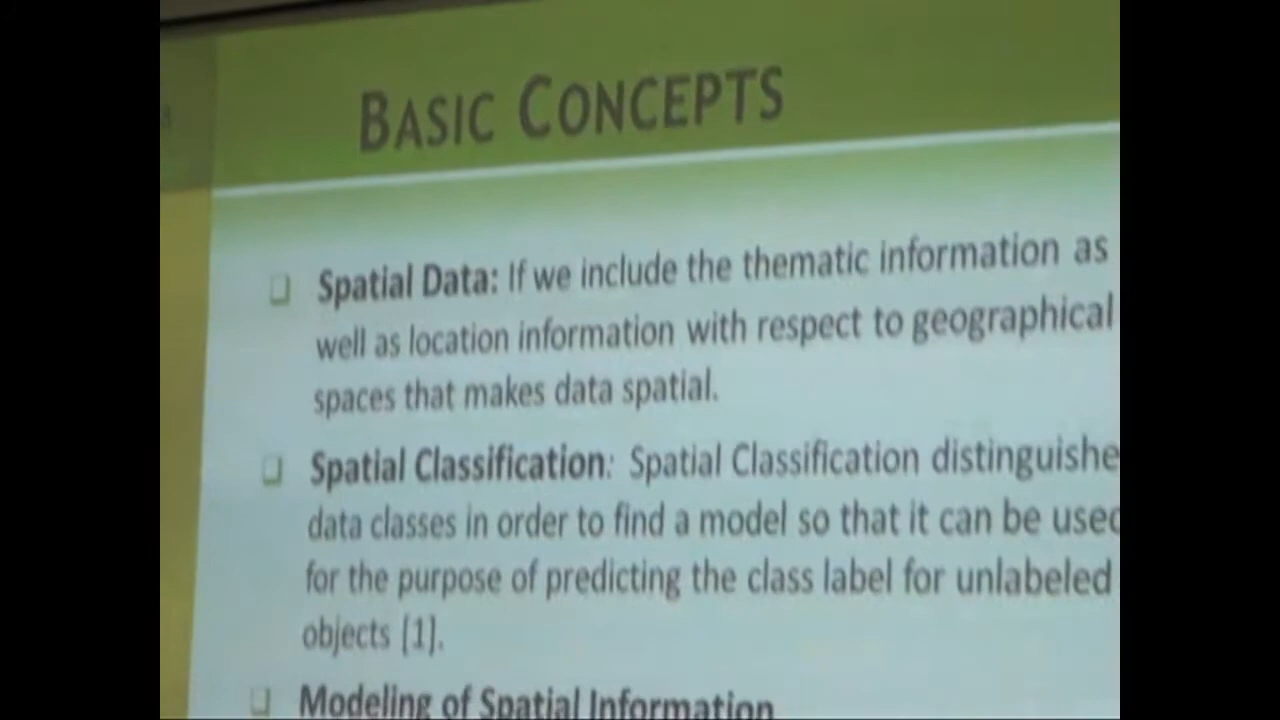 BASIC CONCEPTS
Spatial Data: If we include the thematic information as
well as location information with respect to geographical
spaces that makes data spatial.
Spatial Classification: Spatial Classification distinguishe
data classes in order to find a model so that it can be used
for the purpose of predicting the class label for unlabeled
objects [1].
Modeling of Spatial Information